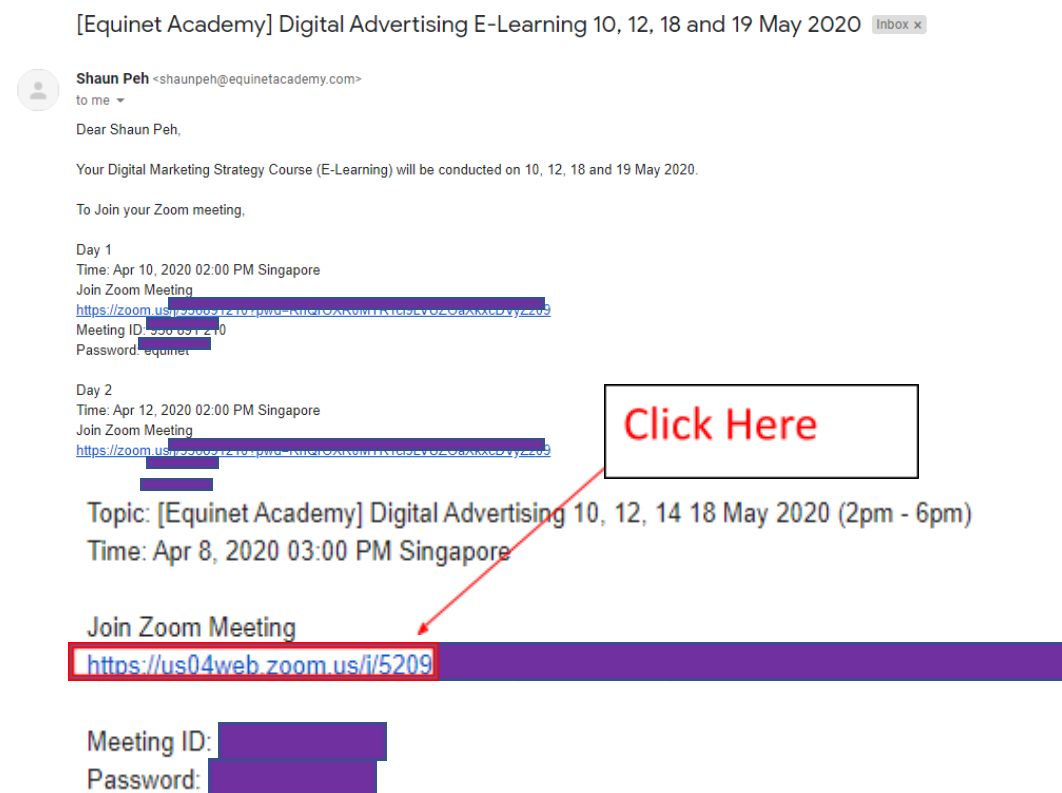 [Equinet Academy] Digital Advertising E-Learning 10, 12, 18 and 19 May 2020 Inbox x
Shaun Peh <shaunpeh@equinetacademy.com>
to me
Dear Shaun Peh,
Your Digital Marketing Strategy Course (E-Learning) will be conducted on 10, 12, 18 and 19 May 2020.
To Join your Zoom meeting,
Day 1
Time: Apr 10, 2020 02:00 PM Singapore
Join Zoom Meeting
https://zoom.us/j/
Meeting ID:
Password:
Day 2
Time: Apr 12, 2020 02:00 PM Singapore
Join Zoom Meeting
https://zoom.us/j/
Click Here
Topic: [Equinet Academy] Digital Advertising 10, 12, 14 18 May 2020 (2pm - 6pm)
Time: Apr 8, 2020 03:00 PM Singapore
Join Zoom Meeting
https://us04web.zoom.us/j/5209
Meeting ID:
Password: